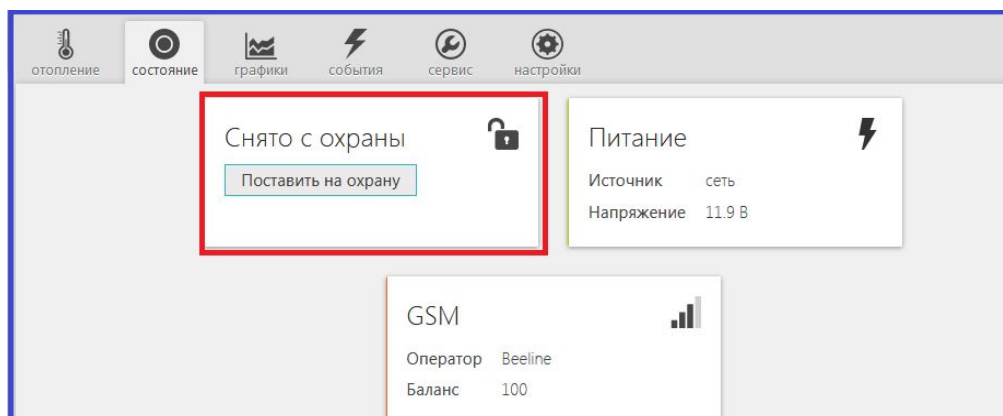 отопление состояние графики события сервис настройки
Снято с охраны
Поставить на охрану
Питание
Источник сеть
Напряжение 11.9 В
GSM
Оператор Beeline
Баланс 100